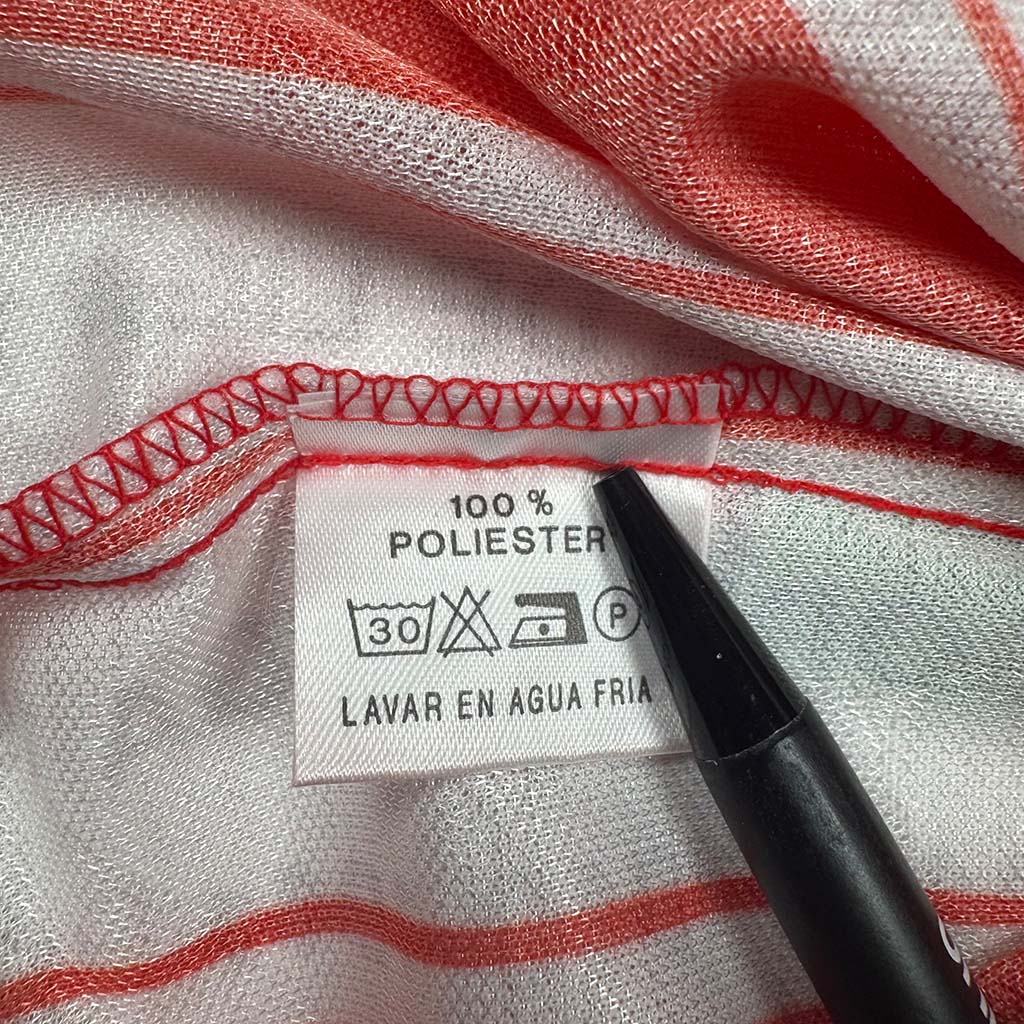 100 %
POLIESTER
30 P
LAVAR EN AGUA FRIA